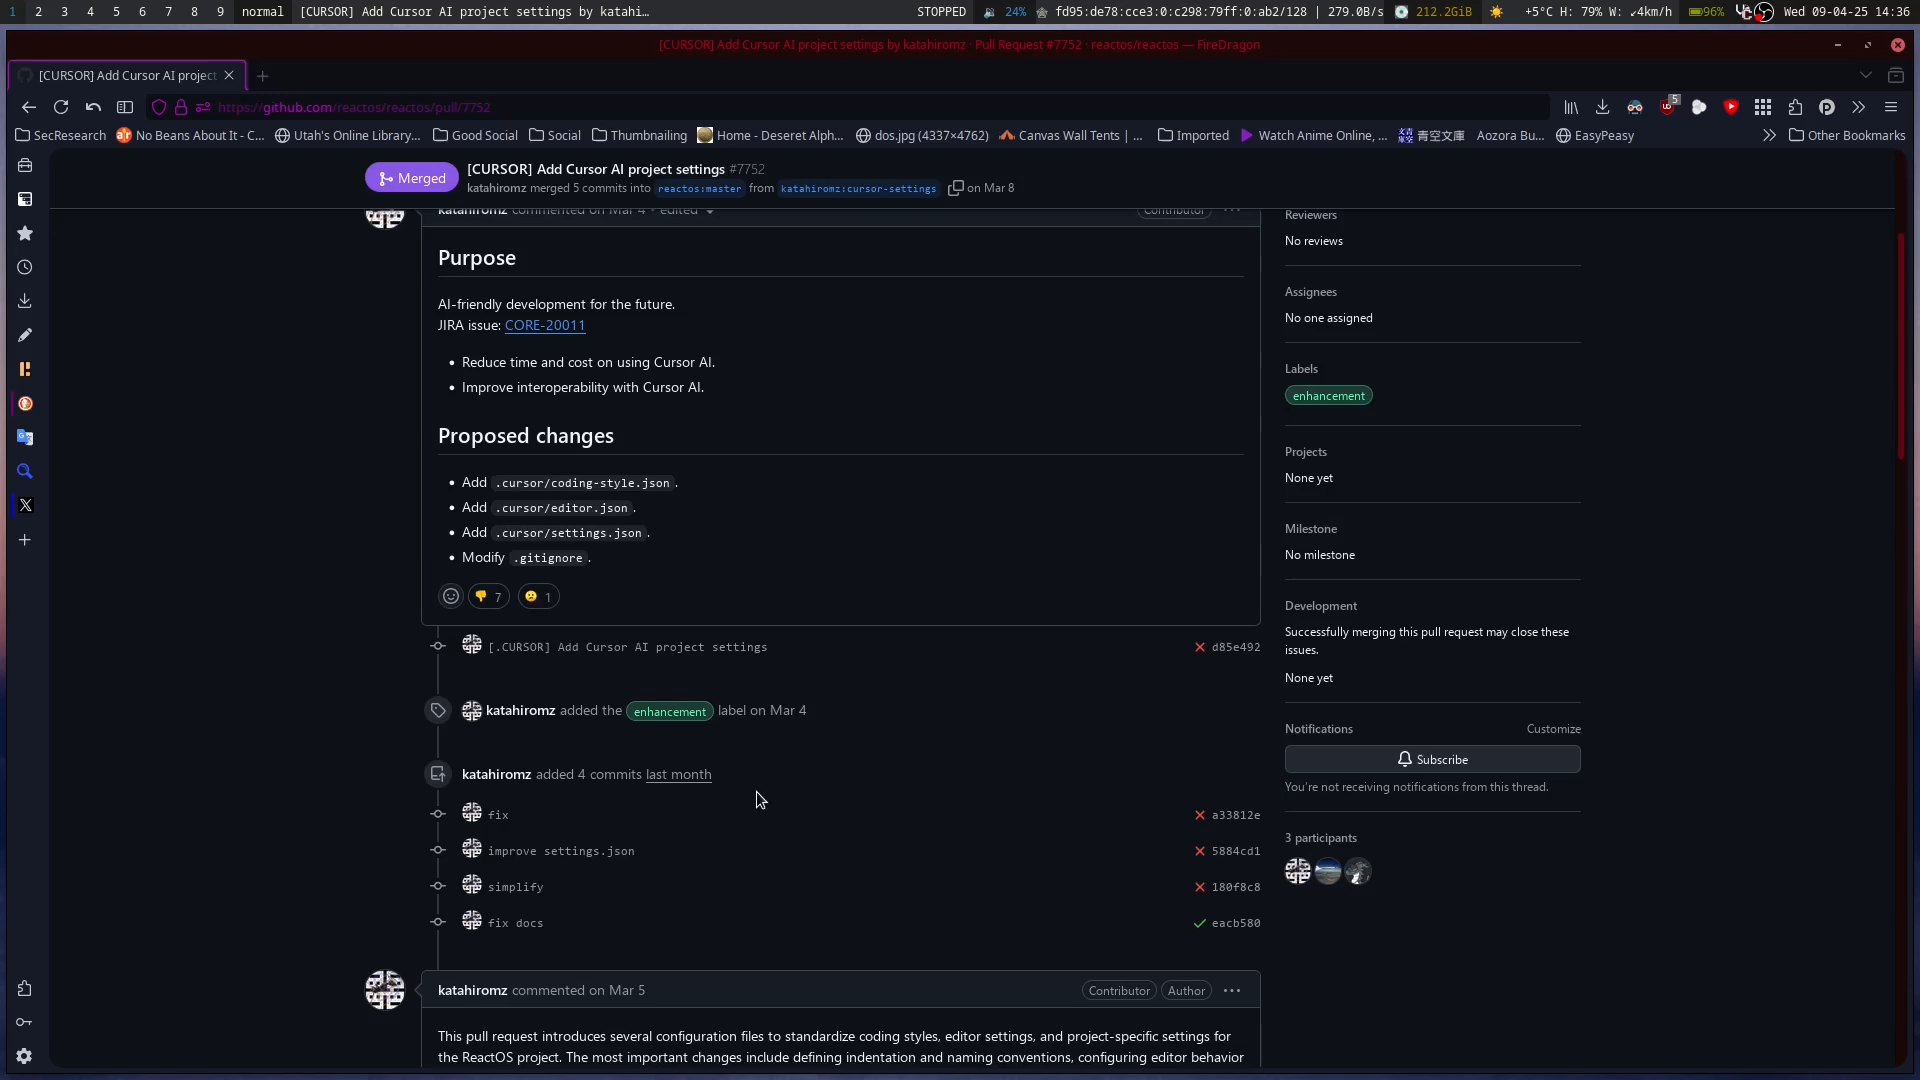 1 2 3 4 5 6 7 8 9 normal [CURSOR] Add Cursor AI project settings by katahi… STOPPED 24% fd95:de78:cce3:0:c298:79ff:0:ab2/128 | 279.0B/s 212.2GiB +5°C H: 79% W: ↙4km/h 96% Wed 09-04-25 14:36
[CURSOR] Add Cursor AI project settings by katahiromz · Pull Request #7752 · reactos/reactos — FireDragon
[CURSOR] Add Cursor AI project
https://github.com/reactos/reactos/pull/7752
5
SecResearch No Beans About It - C… Utah's Online Library… Good Social Social Thumbnailing Home - Deseret Alph… dos.jpg (4337×4762) Canvas Wall Tents | … Imported Watch Anime Online, … 青空文庫 Aozora Bu… EasyPeasy Other Bookmarks
Merged
[CURSOR] Add Cursor AI project settings #7752
katahiromz merged 5 commits into reactos:master from katahiromz:cursor-settings on Mar 8
katahiromz commented on Mar 4 • edited Contributor
Purpose
AI-friendly development for the future.
JIRA issue: CORE-20011
• Reduce time and cost on using Cursor AI.
• Improve interoperability with Cursor AI.
Proposed changes
• Add .cursor/coding-style.json.
• Add .cursor/editor.json.
• Add .cursor/settings.json.
• Modify .gitignore.
7 1
[.CURSOR] Add Cursor AI project settings d85e492
katahiromz added the enhancement label on Mar 4
katahiromz added 4 commits last month
fix a33812e
improve settings.json 5884cd1
simplify 180f8c8
fix docs eacb580
katahiromz commented on Mar 5 Contributor Author
This pull request introduces several configuration files to standardize coding styles, editor settings, and project-specific settings for
the ReactOS project. The most important changes include defining indentation and naming conventions, configuring editor behavior
Reviewers
No reviews
Assignees
No one assigned
Labels
enhancement
Projects
None yet
Milestone
No milestone
Development
Successfully merging this pull request may close these
issues.
None yet
Notifications Customize
Subscribe
You're not receiving notifications from this thread.
3 participants